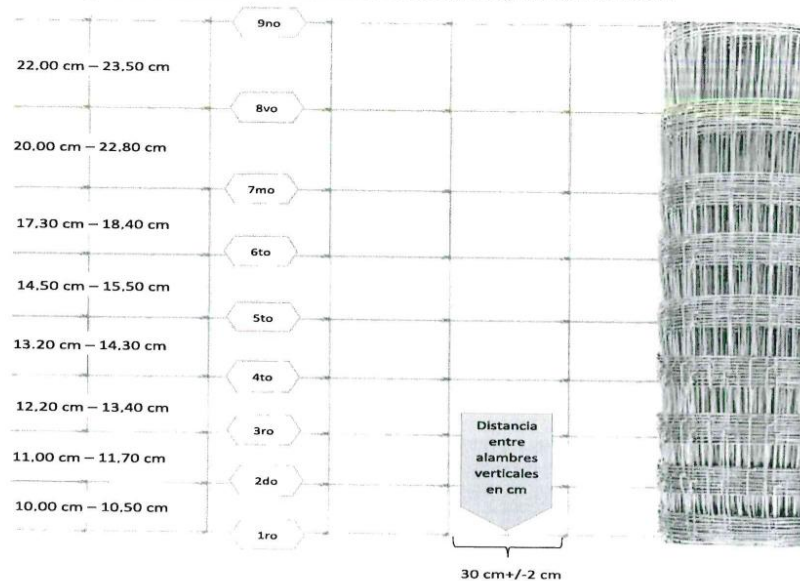 9no
22.00 cm – 23.50 cm
8vo
20.00 cm – 22.80 cm
7mo
17.30 cm – 18.40 cm
6to
14.50 cm – 15.50 cm
5to
13.20 cm – 14.30 cm
4to
12.20 cm – 13.40 cm
3ro
11.00 cm – 11.70 cm
2do
10.00 cm – 10.50 cm
1ro
Distancia
entre
alambres
verticales
en cm
30 cm+/-2 cm